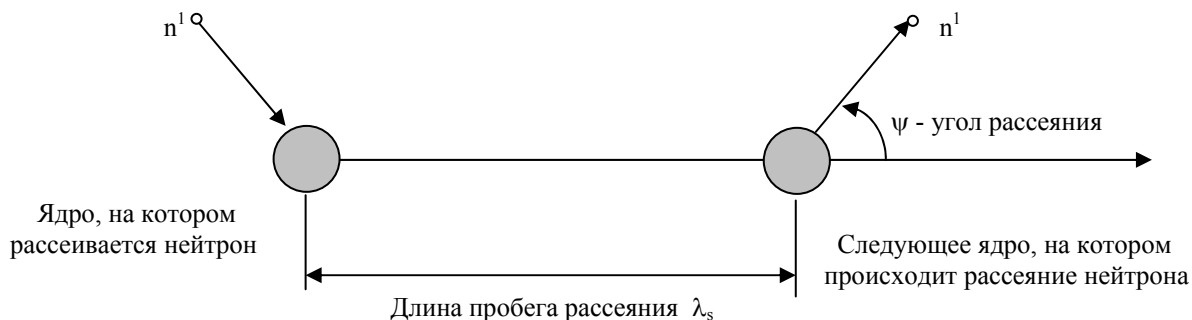 n¹
n¹
ψ - угол рассеяния
Ядро, на котором
рассеивается нейтрон
Следующее ядро, на котором
происходит рассеяние нейтрона
Длина пробега рассеяния λₛ